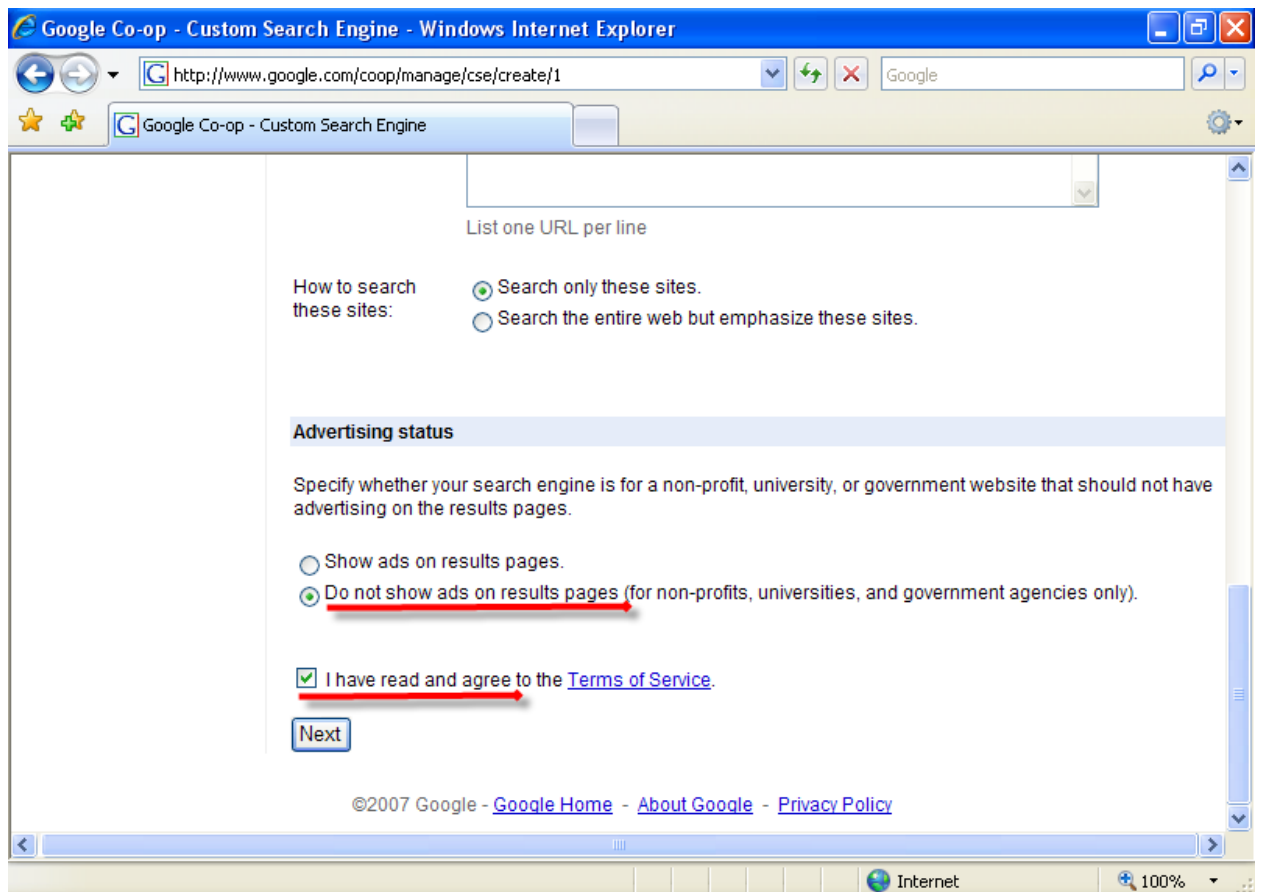 Google Co-op - Custom Search Engine - Windows Internet Explorer
http://www.google.com/coop/manage/cse/create/1
Google
Google Co-op - Custom Search Engine
List one URL per line
How to search
these sites:
Search only these sites.
Search the entire web but emphasize these sites.
Advertising status
Specify whether your search engine is for a non-profit, university, or government website that should not have
advertising on the results pages.
Show ads on results pages.
Do not show ads on results pages (for non-profits, universities, and government agencies only).
I have read and agree to the Terms of Service.
Next
©2007 Google - Google Home - About Google - Privacy Policy
Internet
100%